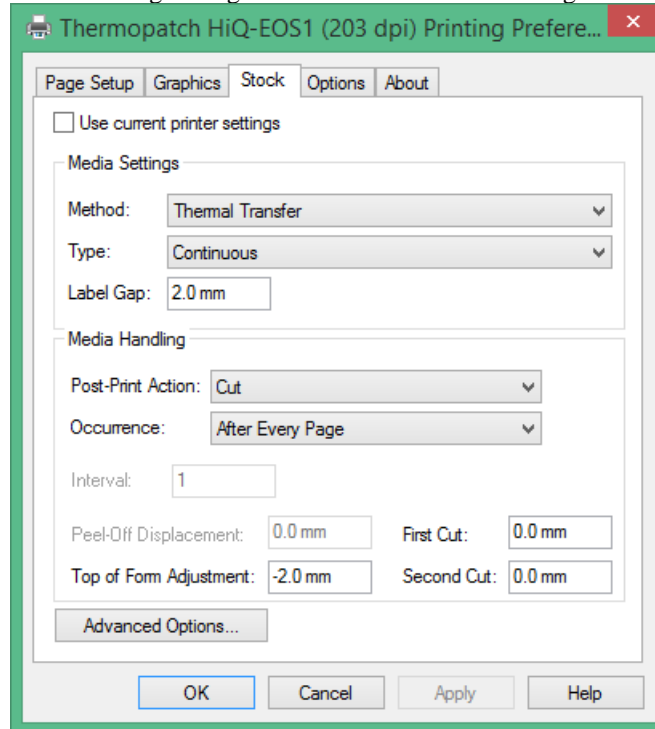 Thermopatch HiQ-EOS1 (203 dpi) Printing Prefere...
Page Setup Graphics Stock Options About
Use current printer settings
Media Settings
Method: Thermal Transfer
Type: Continuous
Label Gap: 2.0 mm
Media Handling
Post-Print Action: Cut
Occurrence: After Every Page
Interval: 1
Peel-Off Displacement: 0.0 mm First Cut: 0.0 mm
Top of Form Adjustment: -2.0 mm Second Cut: 0.0 mm
Advanced Options...
OK Cancel Apply Help